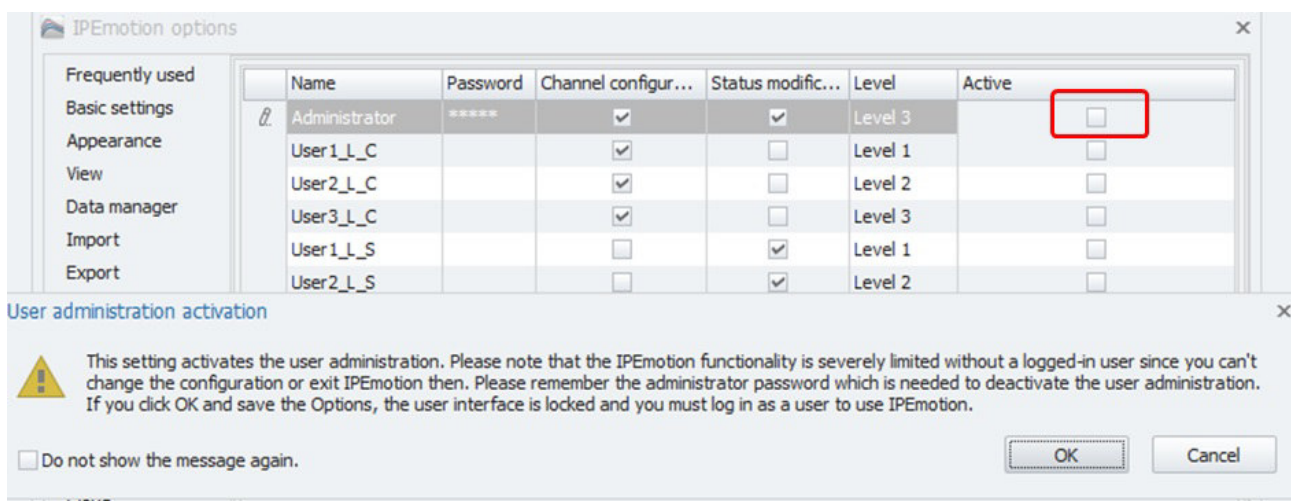 IPEmotion options
Frequently used
Basic settings
Appearance
View
Data manager
Import
Export
Name Password Channel configur... Status modific... Level Active
Administrator ***** Level 3
User1_L_C Level 1
User2_L_C Level 2
User3_L_C Level 3
User1_L_S Level 1
User2_L_S Level 2
User administration activation
This setting activates the user administration. Please note that the IPEmotion functionality is severely limited without a logged-in user since you can't
change the configuration or exit IPEmotion then. Please remember the administrator password which is needed to deactivate the user administration.
If you click OK and save the Options, the user interface is locked and you must log in as a user to use IPEmotion.
Do not show the message again.
OK Cancel